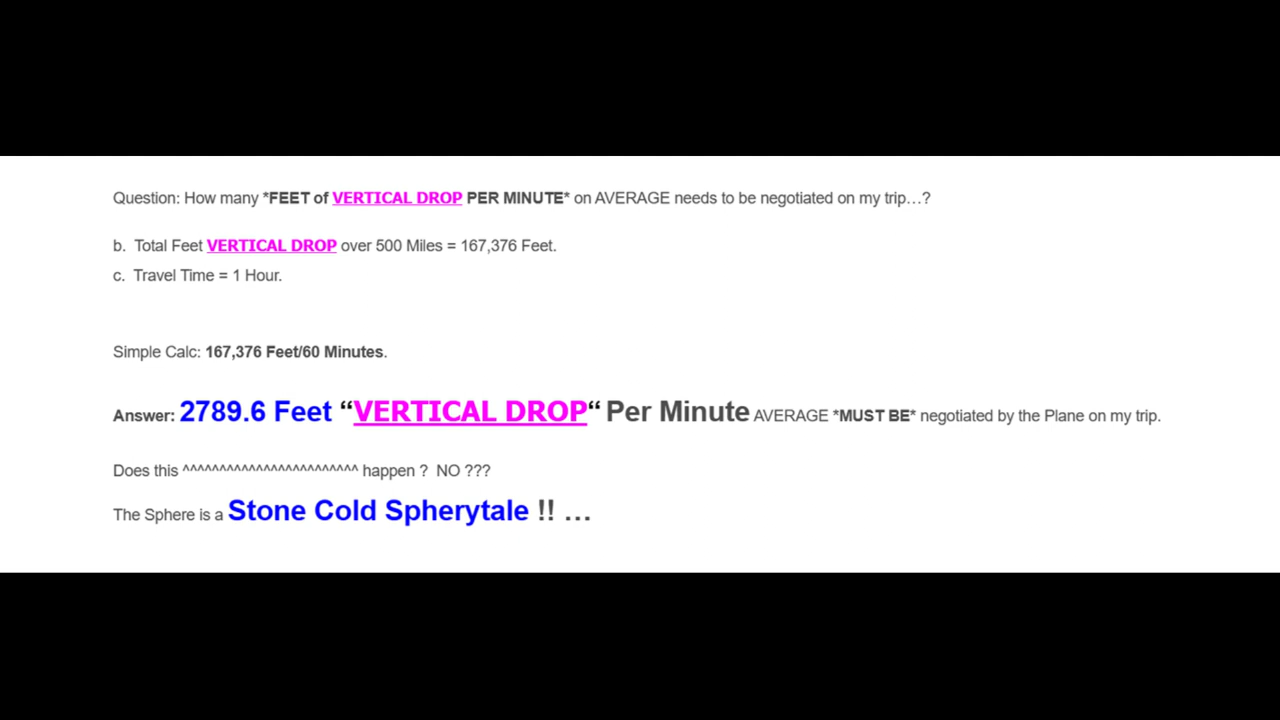 Question: How many *FEET of VERTICAL DROP PER MINUTE* on AVERAGE needs to be negotiated on my trip…?
b.  Total Feet VERTICAL DROP over 500 Miles = 167,376 Feet.
c.  Travel Time = 1 Hour.
Simple Calc: 167,376 Feet/60 Minutes.
Answer: 2789.6 Feet “VERTICAL DROP“ Per Minute AVERAGE *MUST BE* negotiated by the Plane on my trip.
Does this ^^^^^^^^^^^^^^^^^^^^^^^^ happen ?  NO ???
The Sphere is a Stone Cold Spherytale !! …